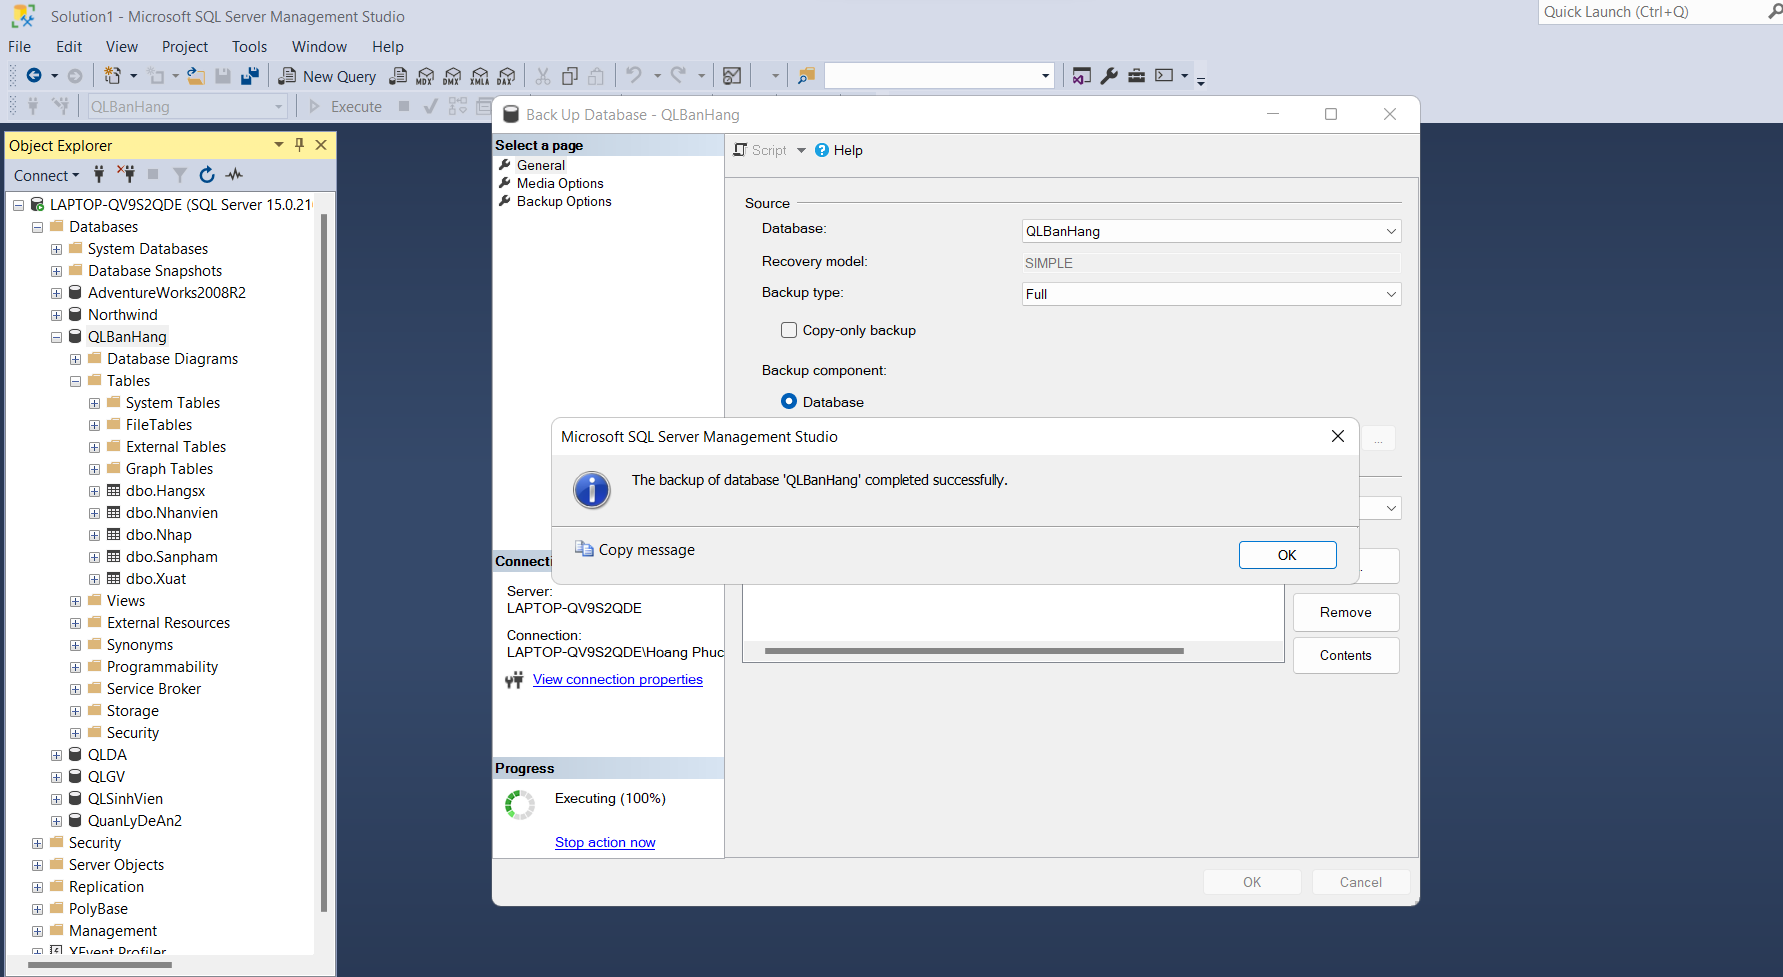 Solution1 - Microsoft SQL Server Management Studio
Quick Launch (Ctrl+Q)
File Edit View Project Tools Window Help
New Query MDX DMX XMLA DAX
QLBanHang Execute
Object Explorer
Connect
LAPTOP-QV9S2QDE (SQL Server 15.0.21
Databases
System Databases
Database Snapshots
AdventureWorks2008R2
Northwind
QLBanHang
Database Diagrams
Tables
System Tables
FileTables
External Tables
Graph Tables
dbo.Hangsx
dbo.Nhanvien
dbo.Nhap
dbo.Sanpham
dbo.Xuat
Views
External Resources
Synonyms
Programmability
Service Broker
Storage
Security
QLDA
QLGV
QLSinhVien
QuanLyDeAn2
Security
Server Objects
Replication
PolyBase
Management
XEvent Profiler
Back Up Database - QLBanHang
Select a page
General
Media Options
Backup Options
Script Help
Source
Database: QLBanHang
Recovery model: SIMPLE
Backup type: Full
Copy-only backup
Backup component:
Database
...
Microsoft SQL Server Management Studio
The backup of database 'QLBanHang' completed successfully.
Copy message
OK
Connecti
Server:
LAPTOP-QV9S2QDE
Connection:
LAPTOP-QV9S2QDE\Hoang Phuc
View connection properties
Remove
Contents
Progress
Executing (100%)
Stop action now
OK Cancel